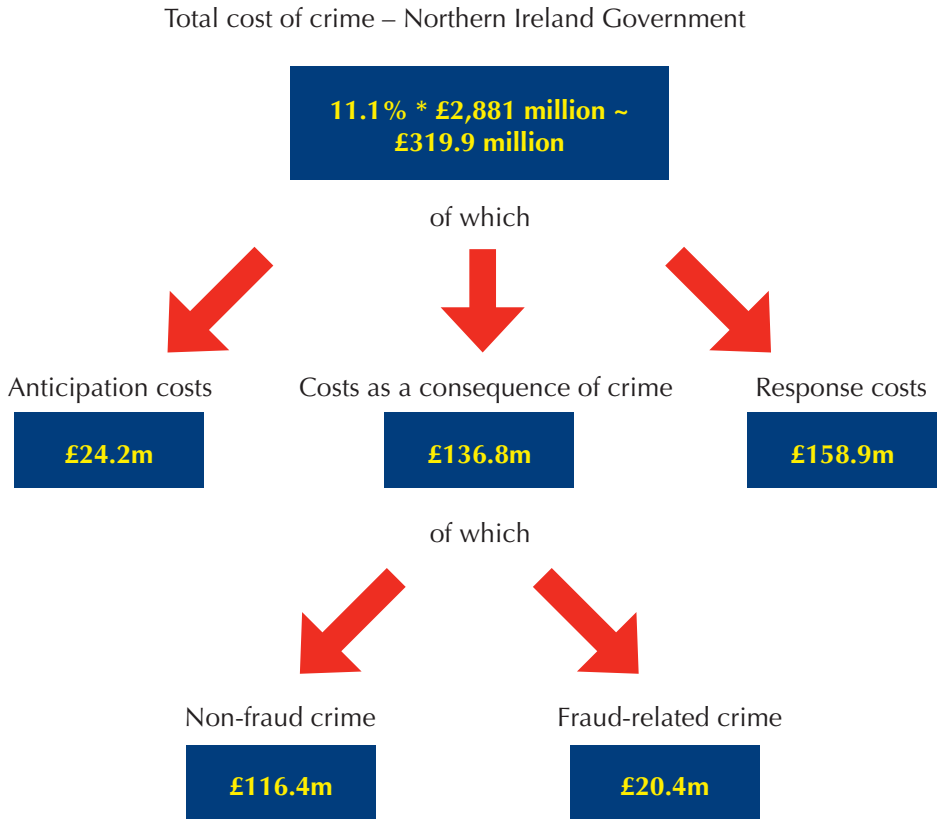 Total cost of crime – Northern Ireland Government
11.1% * £2,881 million ~
£319.9 million
of which
Anticipation costs
Costs as a consequence of crime
Response costs
£24.2m
£136.8m
£158.9m
of which
Non-fraud crime
Fraud-related crime
£116.4m
£20.4m